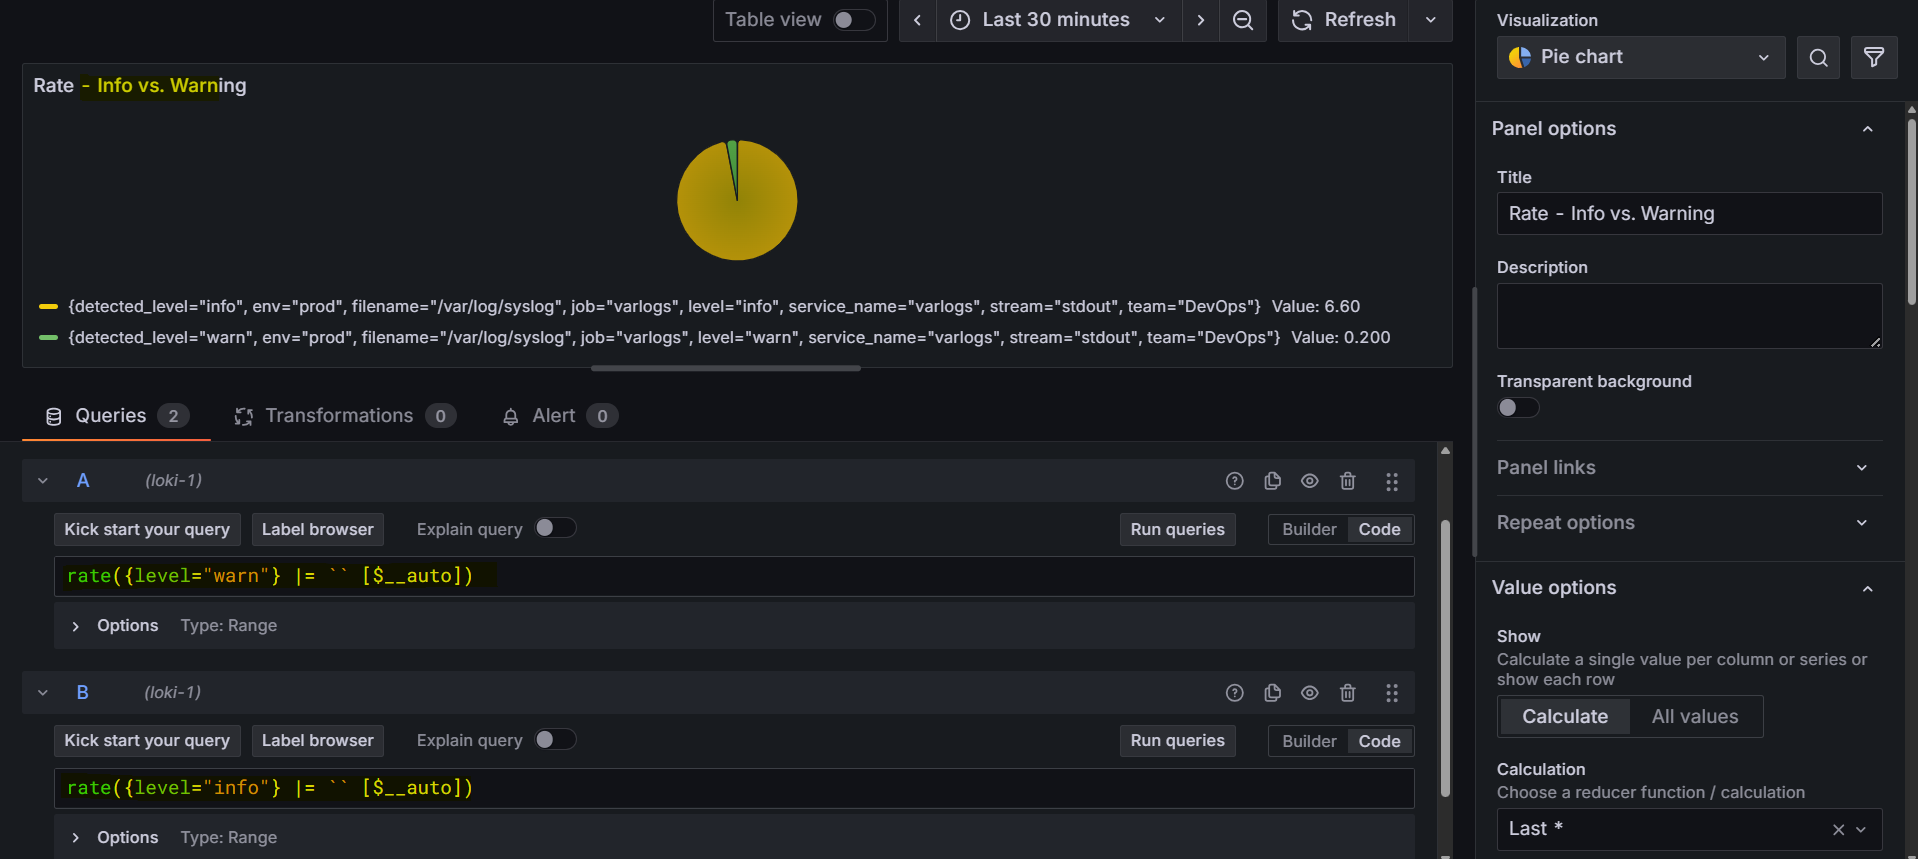 Table view
Last 30 minutes
Refresh
Rate - Info vs. Warning
{detected_level="info", env="prod", filename="/var/log/syslog", job="varlogs", level="info", service_name="varlogs", stream="stdout", team="DevOps"} Value: 6.60
{detected_level="warn", env="prod", filename="/var/log/syslog", job="varlogs", level="warn", service_name="varlogs", stream="stdout", team="DevOps"} Value: 0.200
Queries 2
Transformations 0
Alert 0
A (loki-1)
Kick start your query Label browser Explain query Run queries Builder Code
rate({level="warn"} |= `` [$__auto])
Options Type: Range
B (loki-1)
Kick start your query Label browser Explain query Run queries Builder Code
rate({level="info"} |= `` [$__auto])
Options Type: Range
Visualization
Pie chart
Panel options
Title
Rate - Info vs. Warning
Description
Transparent background
Panel links
Repeat options
Value options
Show
Calculate a single value per column or series or
show each row
Calculate All values
Calculation
Choose a reducer function / calculation
Last *